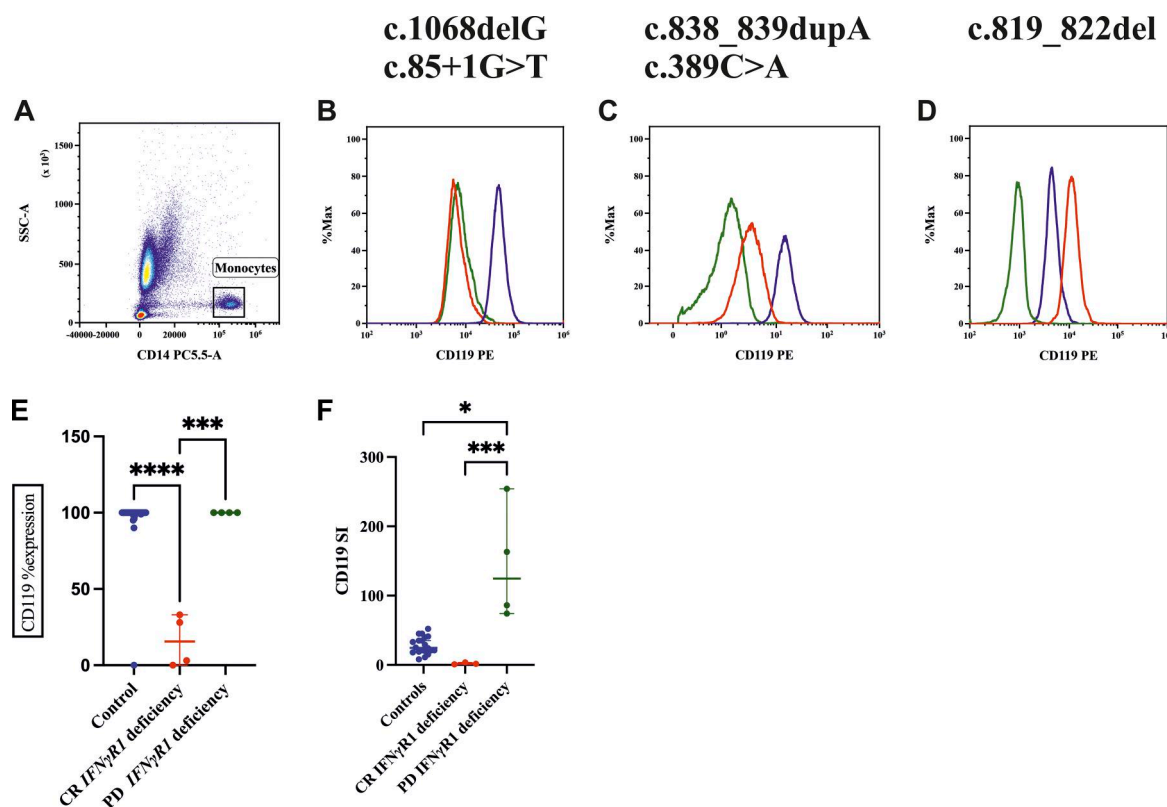 c.1068delG
c.85+1G>T
c.838_839dupA
c.389C>A
c.819_822del
A
(x 10³)
1500
1000
500
0
SSC-A
Monocytes
-40000-20000 0 20000 10⁵ 10⁶
CD14 PC5.5-A
B
100
80
60
40
20
0
%Max
10² 10³ 10⁴ 10⁵ 10⁶
CD119 PE
C
100
80
60
40
20
0
%Max
0 10⁰ 10¹ 10² 10³
CD119 PE
D
100
80
60
40
20
0
%Max
10² 10³ 10⁴ 10⁵ 10⁶
CD119 PE
E
CD119 %expression
150
100
50
0
****
***
Control
CR IFNγR1 deficiency
PD IFNγR1 deficiency
F
CD119 SI
300
200
100
0
*
***
Controls
CR IFNγR1 deficiency
PD IFNγR1 deficiency